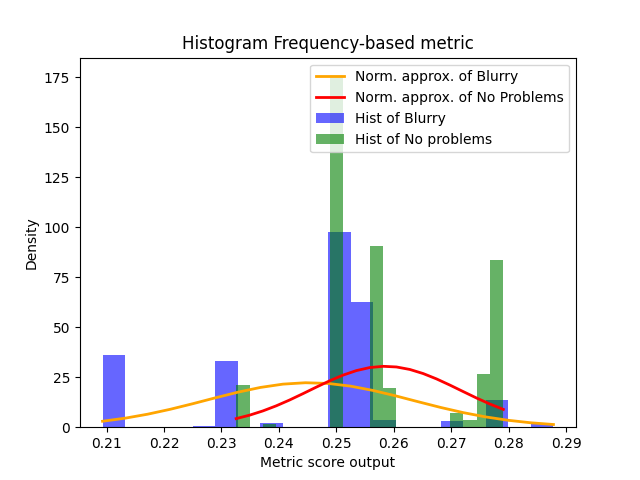 Histogram Frequency-based metric
Norm. approx. of Blurry
Norm. approx. of No Problems
Hist of Blurry
Hist of No problems
Density
175
150
125
100
75
50
25
0
0.21 0.22 0.23 0.24 0.25 0.26 0.27 0.28 0.29
Metric score output